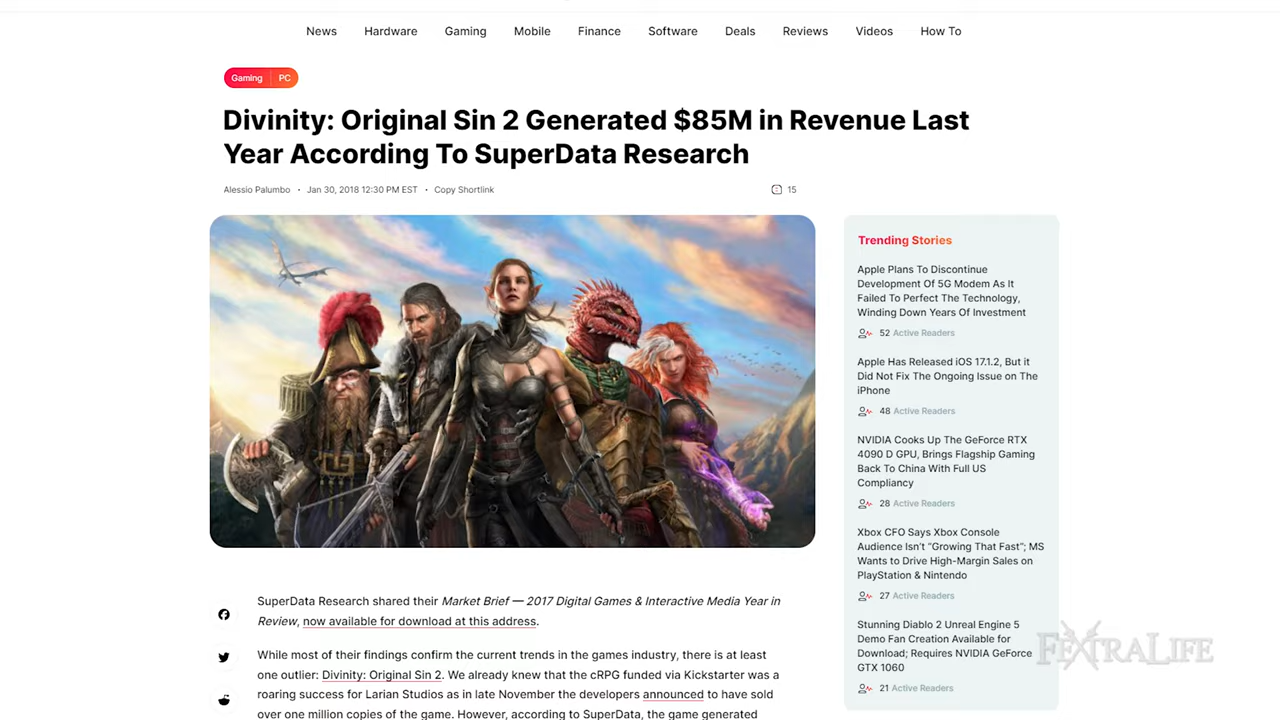 News Hardware Gaming Mobile Finance Software Deals Reviews Videos How To
Gaming PC
Divinity: Original Sin 2 Generated $85M in Revenue Last
Year According To SuperData Research
Alessio Palumbo • Jan 30, 2018 12:30 PM EST • Copy Shortlink
15
SuperData Research shared their Market Brief — 2017 Digital Games & Interactive Media Year in
Review, now available for download at this address.
While most of their findings confirm the current trends in the games industry, there is at least
one outlier: Divinity: Original Sin 2. We already knew that the cRPG funded via Kickstarter was a
roaring success for Larian Studios as in late November the developers announced to have sold
over one million copies of the game. However, according to SuperData, the game generated
Trending Stories
Apple Plans To Discontinue
Development Of 5G Modem As It
Failed To Perfect The Technology,
Winding Down Years Of Investment
52 Active Readers
Apple Has Released iOS 17.1.2, But it
Did Not Fix The Ongoing Issue on The
iPhone
48 Active Readers
NVIDIA Cooks Up The GeForce RTX
4090 D GPU, Brings Flagship Gaming
Back To China With Full US
Compliancy
28 Active Readers
Xbox CFO Says Xbox Console
Audience Isn't "Growing That Fast"; MS
Wants to Drive High-Margin Sales on
PlayStation & Nintendo
27 Active Readers
Stunning Diablo 2 Unreal Engine 5
Demo Fan Creation Available for
Download; Requires NVIDIA GeForce
GTX 1060
21 Active Readers
FEXTRALIFE